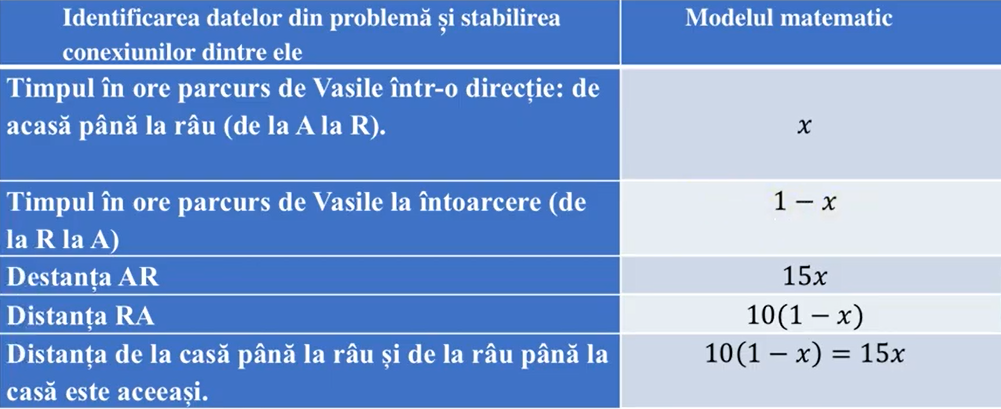 Identificarea datelor din problemă și stabilirea
conexiunilor dintre ele
Modelul matematic
Timpul în ore parcurs de Vasile într-o direcție: de
acasă până la râu (de la A la R).
x
Timpul în ore parcurs de Vasile la întoarcere (de
la R la A)
1 − x
Destanța AR
15x
Distanța RA
10(1 − x)
Distanța de la casă până la râu și de la râu până la
casă este aceeași.
10(1 − x) = 15x